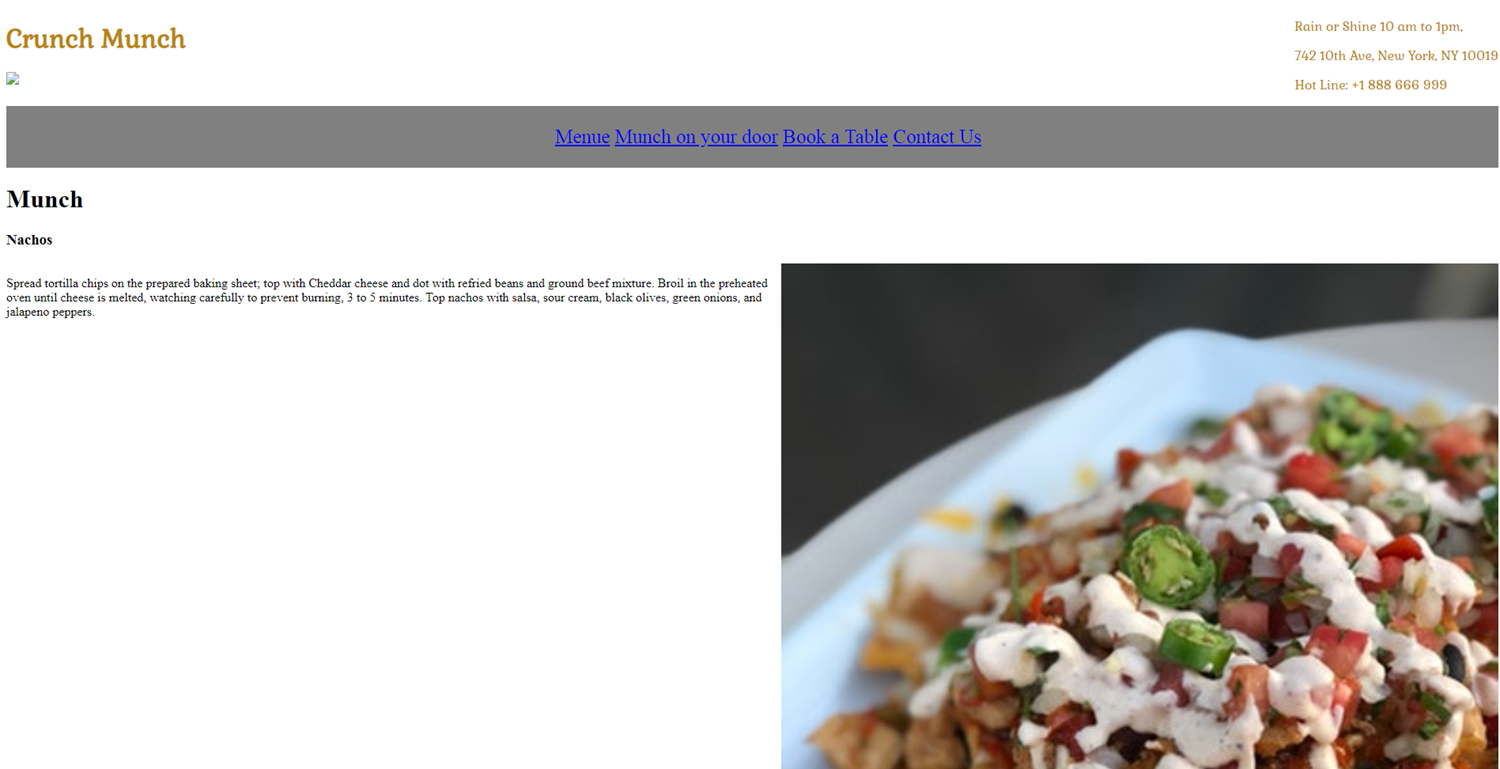 Crunch Munch
Rain or Shine 10 am to 1pm,
742 10th Ave, New York, NY 10019
Hot Line: +1 888 666 999
Menue Munch on your door Book a Table Contact Us
Munch
Nachos
Spread tortilla chips on the prepared baking sheet; top with Cheddar cheese and dot with refried beans and ground beef mixture. Broil in the preheated
oven until cheese is melted, watching carefully to prevent burning, 3 to 5 minutes. Top nachos with salsa, sour cream, black olives, green onions, and
jalapeno peppers.